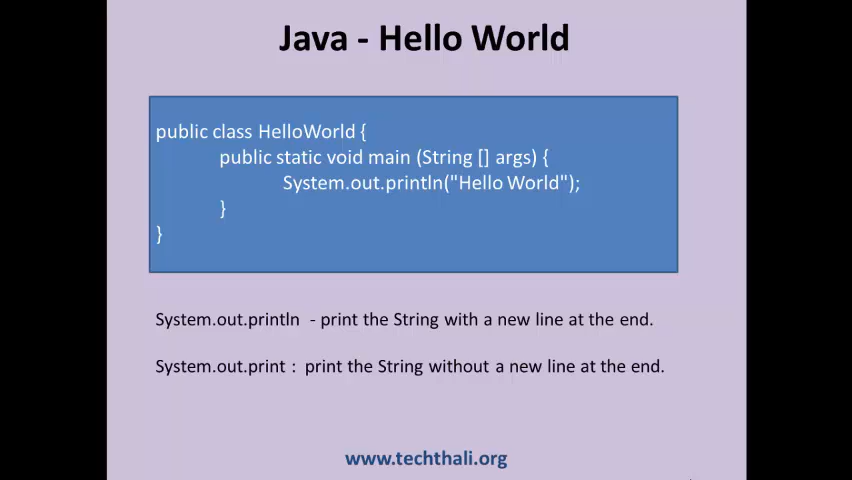 Java - Hello World
public class HelloWorld {
public static void main (String [] args) {
System.out.println("Hello World");
}
}
System.out.println  - print the String with a new line at the end.
System.out.print :  print the String without a new line at the end.
www.techthali.org